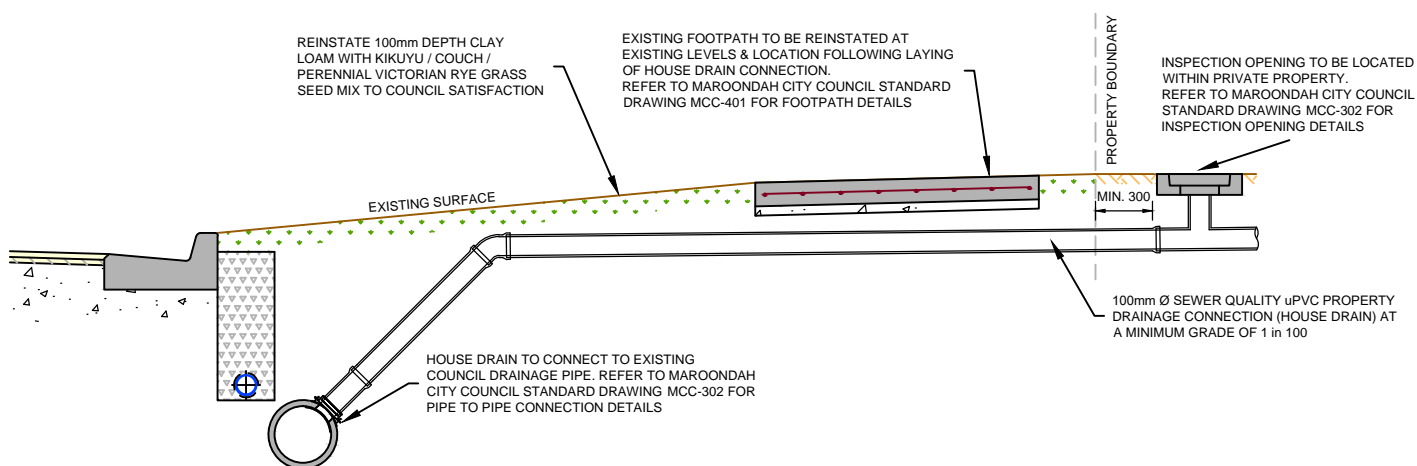 REINSTATE 100mm DEPTH CLAY
LOAM WITH KIKUYU / COUCH /
PERENNIAL VICTORIAN RYE GRASS
SEED MIX TO COUNCIL SATISFACTION
EXISTING FOOTPATH TO BE REINSTATED AT
EXISTING LEVELS & LOCATION FOLLOWING LAYING
OF HOUSE DRAIN CONNECTION.
REFER TO MAROONDAH CITY COUNCIL STANDARD
DRAWING MCC-401 FOR FOOTPATH DETAILS
PROPERTY BOUNDARY
INSPECTION OPENING TO BE LOCATED
WITHIN PRIVATE PROPERTY.
REFER TO MAROONDAH CITY COUNCIL
STANDARD DRAWING MCC-302 FOR
INSPECTION OPENING DETAILS
EXISTING SURFACE
MIN. 300
100mm Ø SEWER QUALITY uPVC PROPERTY
DRAINAGE CONNECTION (HOUSE DRAIN) AT
A MINIMUM GRADE OF 1 in 100
HOUSE DRAIN TO CONNECT TO EXISTING
COUNCIL DRAINAGE PIPE. REFER TO MAROONDAH
CITY COUNCIL STANDARD DRAWING MCC-302 FOR
PIPE TO PIPE CONNECTION DETAILS